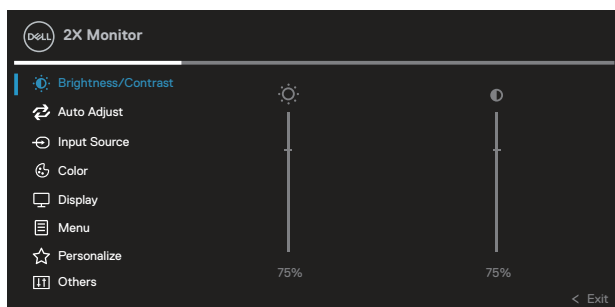 DELL 2X Monitor
Brightness/Contrast
Auto Adjust
Input Source
Color
Display
Menu
Personalize
Others
75% 75%
< Exit